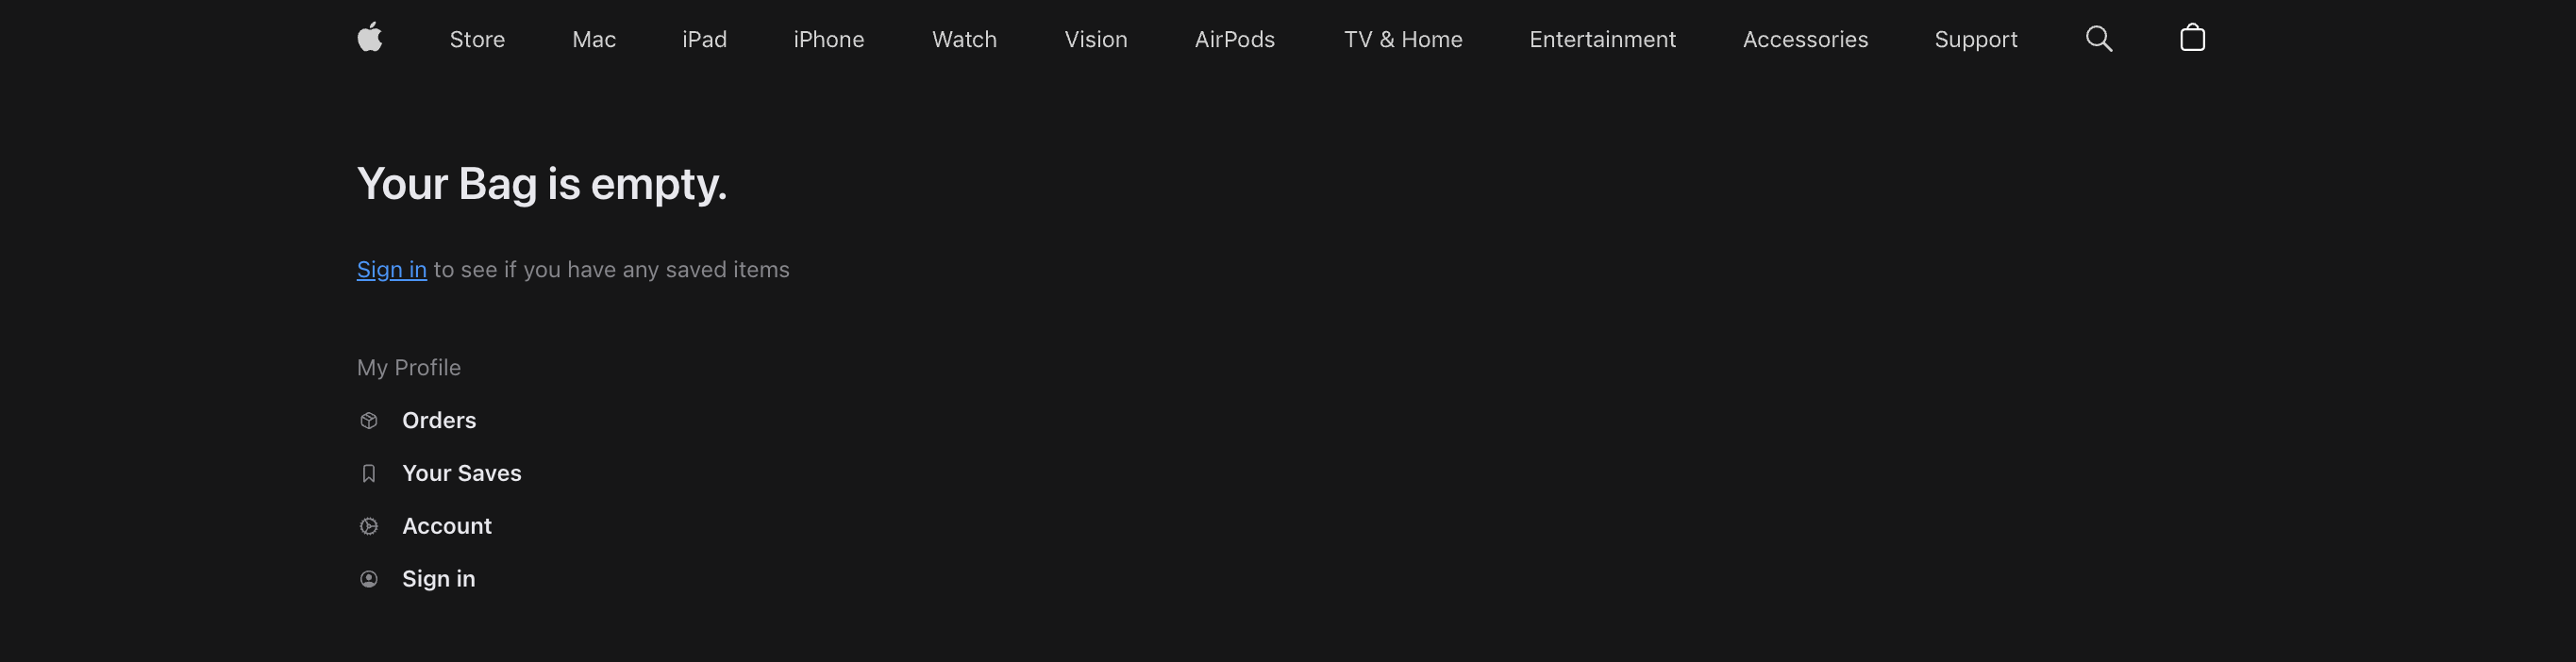 Store Mac iPad iPhone Watch Vision AirPods TV & Home Entertainment Accessories Support
Your Bag is empty.
Sign in to see if you have any saved items
My Profile
Orders
Your Saves
Account
Sign in